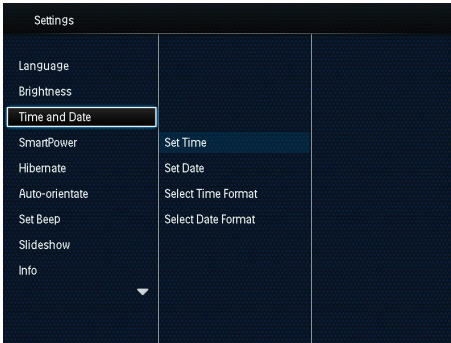 Settings
Language
Brightness
Time and Date
SmartPower
Hibernate
Auto-orientate
Set Beep
Slideshow
Info
Set Time
Set Date
Select Time Format
Select Date Format